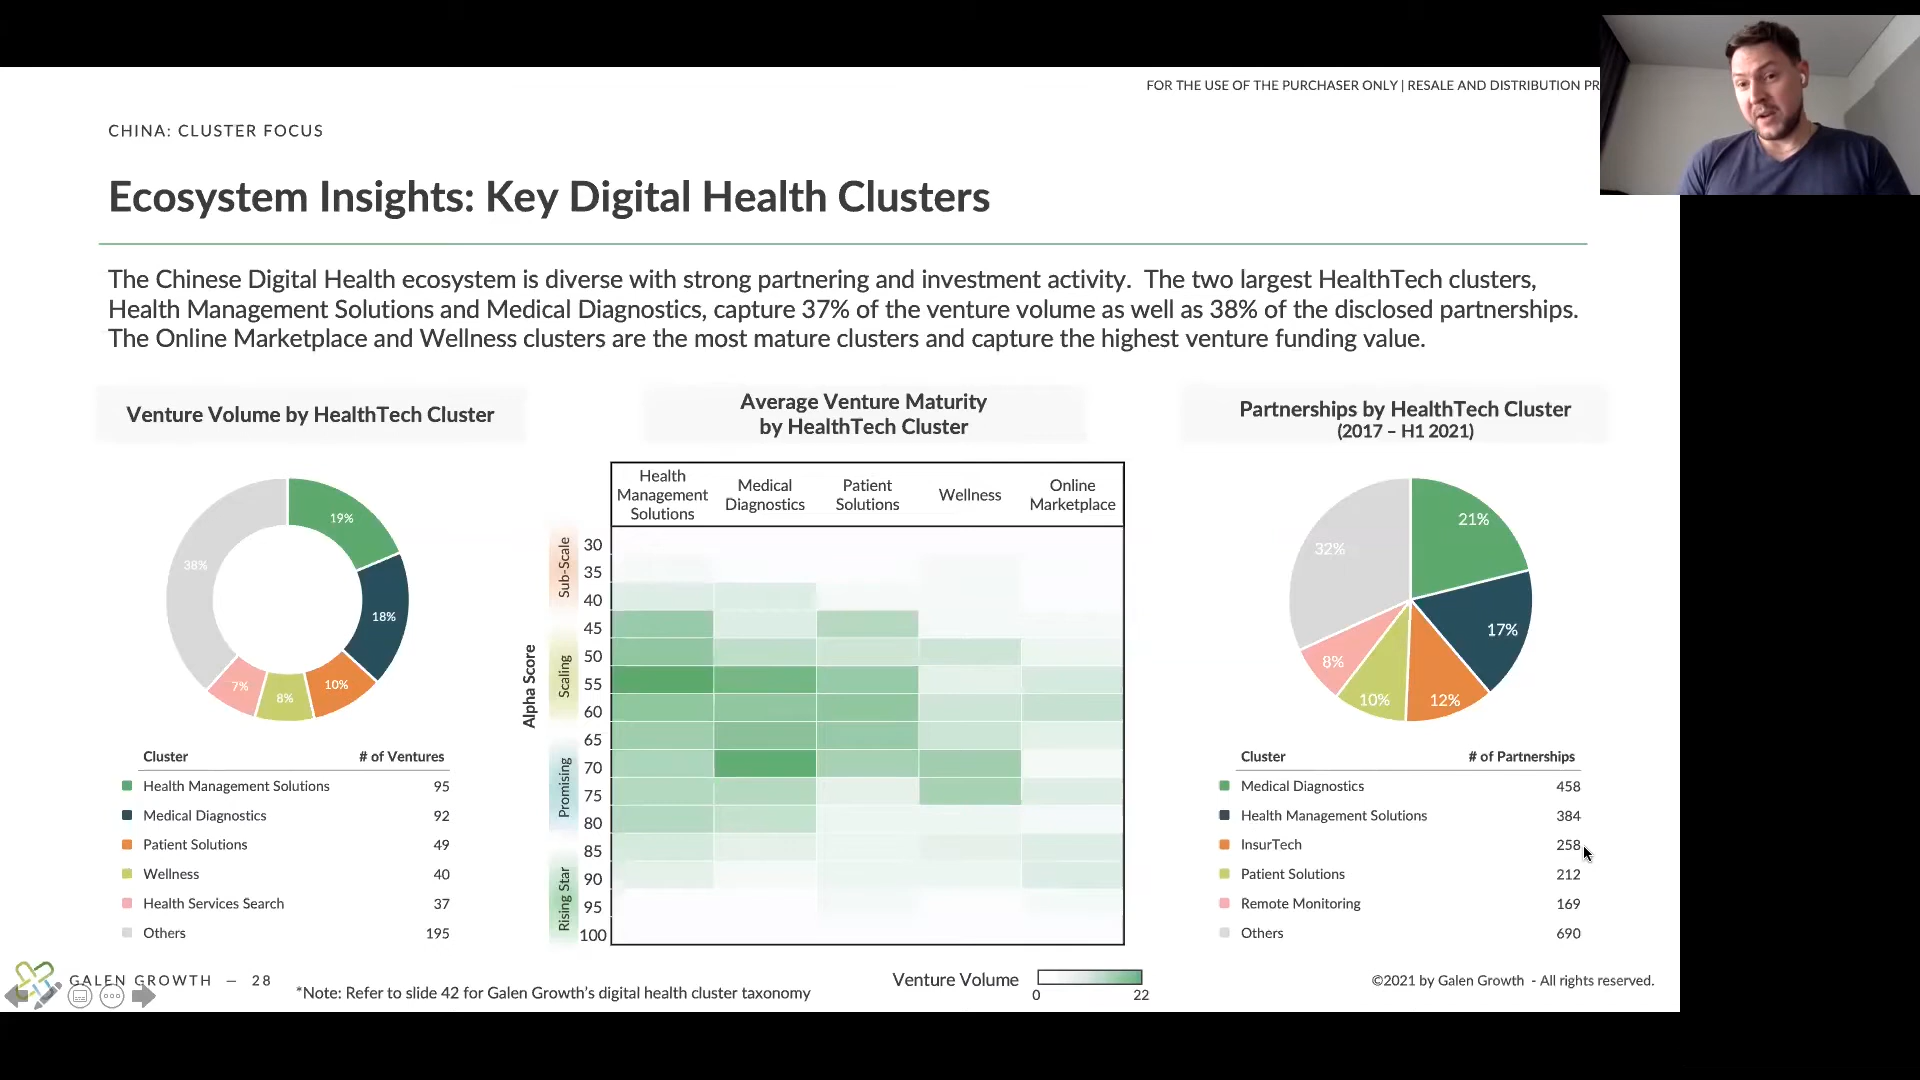 FOR THE USE OF THE PURCHASER ONLY | RESALE AND DISTRIBUTION PR
CHINA: CLUSTER FOCUS
Ecosystem Insights: Key Digital Health Clusters
The Chinese Digital Health ecosystem is diverse with strong partnering and investment activity. The two largest HealthTech clusters,
Health Management Solutions and Medical Diagnostics, capture 37% of the venture volume as well as 38% of the disclosed partnerships.
The Online Marketplace and Wellness clusters are the most mature clusters and capture the highest venture funding value.
Venture Volume by HealthTech Cluster
19%
38%
18%
10%
8%
7%
Cluster # of Ventures
Health Management Solutions 95
Medical Diagnostics 92
Patient Solutions 49
Wellness 40
Health Services Search 37
Others 195
Average Venture Maturity
by HealthTech Cluster
Health
Management
Solutions
Medical
Diagnostics
Patient
Solutions
Wellness
Online
Marketplace
Alpha Score
Sub-Scale
Scaling
Promising
Rising Star
30
35
40
45
50
55
60
65
70
75
80
85
90
95
100
Venture Volume
0 22
Partnerships by HealthTech Cluster
(2017 – H1 2021)
21%
32%
17%
12%
10%
8%
Cluster # of Partnerships
Medical Diagnostics 458
Health Management Solutions 384
InsurTech 258
Patient Solutions 212
Remote Monitoring 169
Others 690
GALEN GROWTH — 28
*Note: Refer to slide 42 for Galen Growth's digital health cluster taxonomy
©2021 by Galen Growth - All rights reserved.